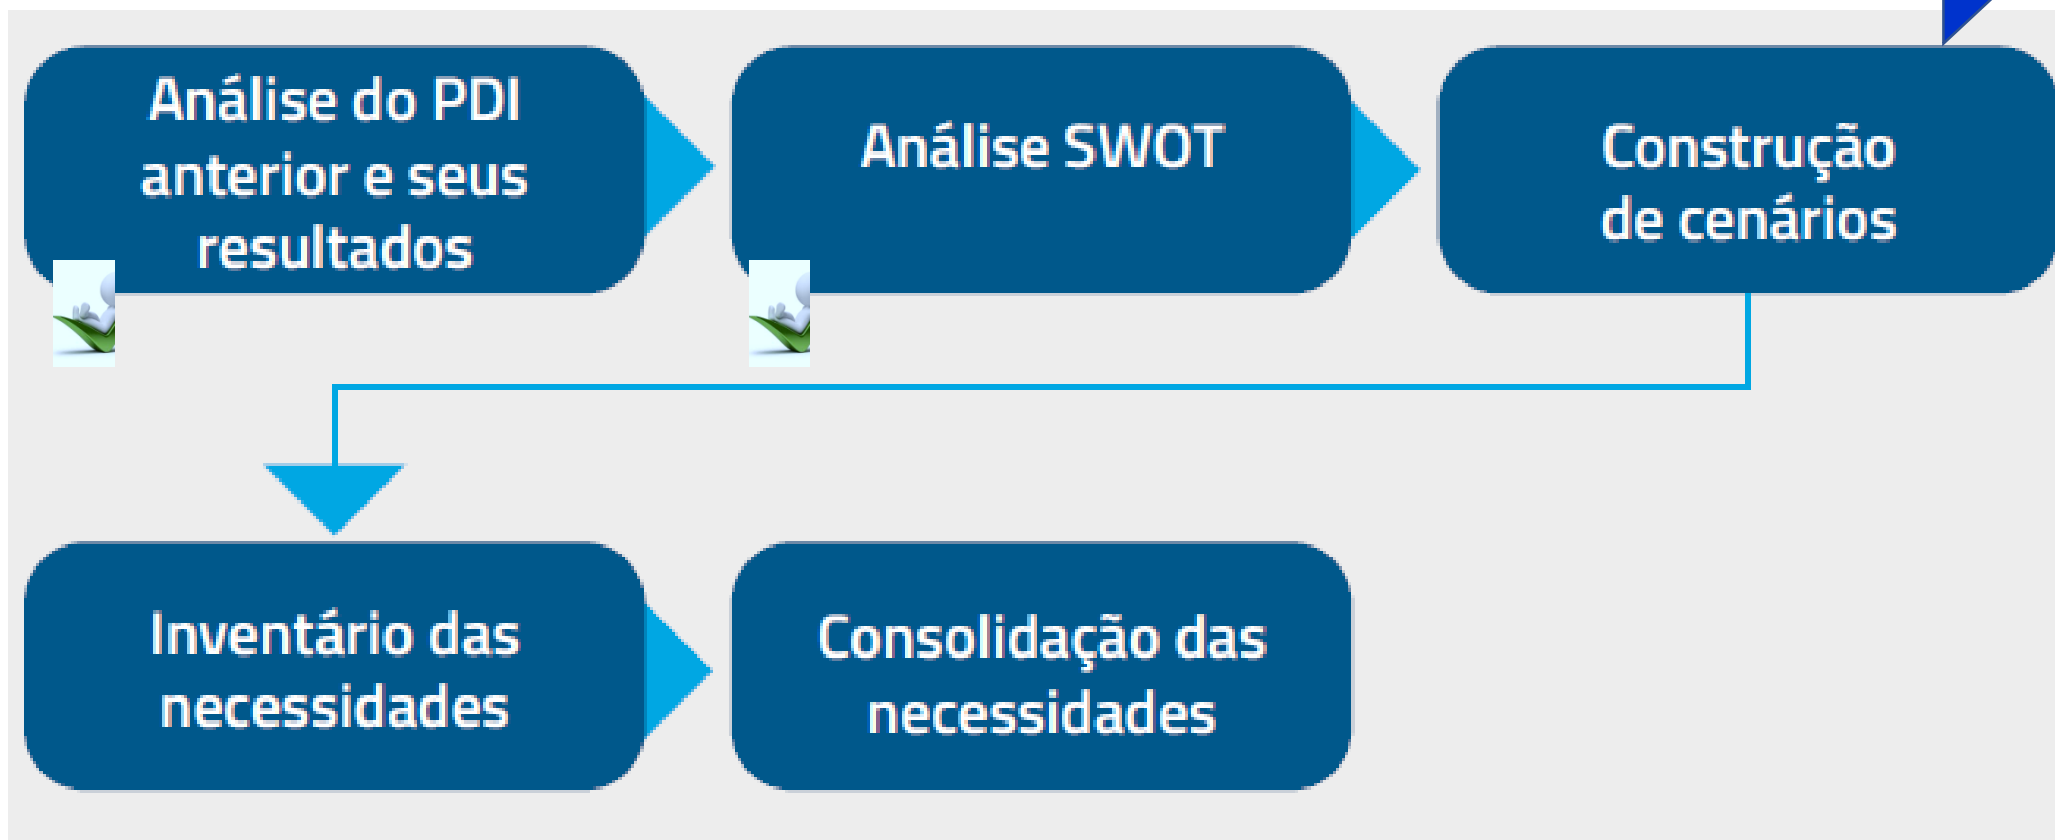 Análise do PDI
anterior e seus
resultados
Análise SWOT
Construção
de cenários
Inventário das
necessidades
Consolidação das
necessidades